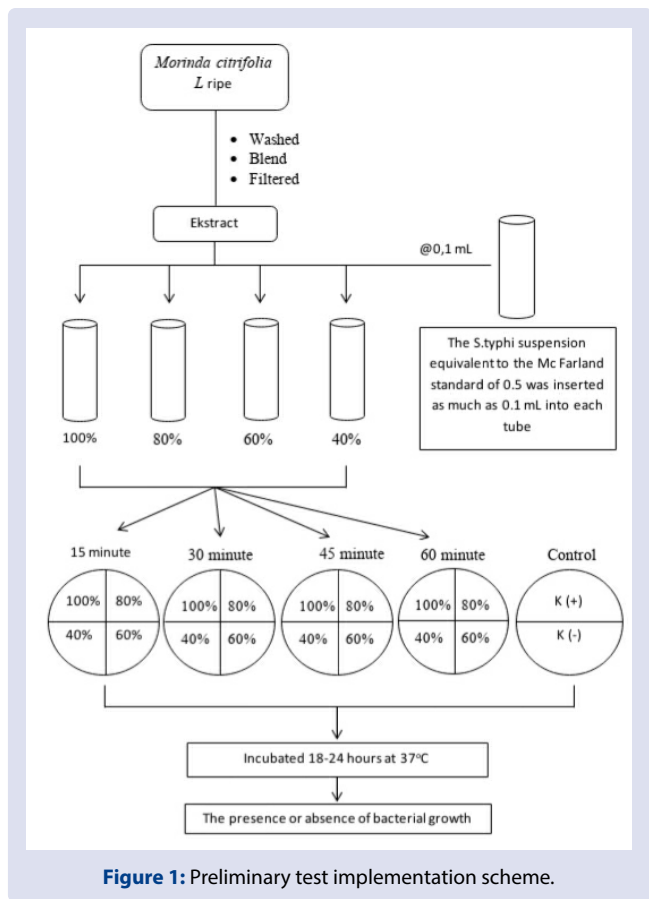 Morinda citrifolia
L ripe
• Washed
• Blend
• Filtered
Ekstract
@0,1 mL
The S.typhi suspension
equivalent to the Mc Farland
standard of 0.5 was inserted
as much as 0.1 mL into each
tube
100% 80% 60% 40%
15 minute 30 minute 45 minute 60 minute Control
100% 80% 100% 80% 100% 80% 100% 80% K (+)
40% 60% 40% 60% 40% 60% 40% 60% K (-)
Incubated 18-24 hours at 37°C
The presence or absence of bacterial growth
Figure 1: Preliminary test implementation scheme.